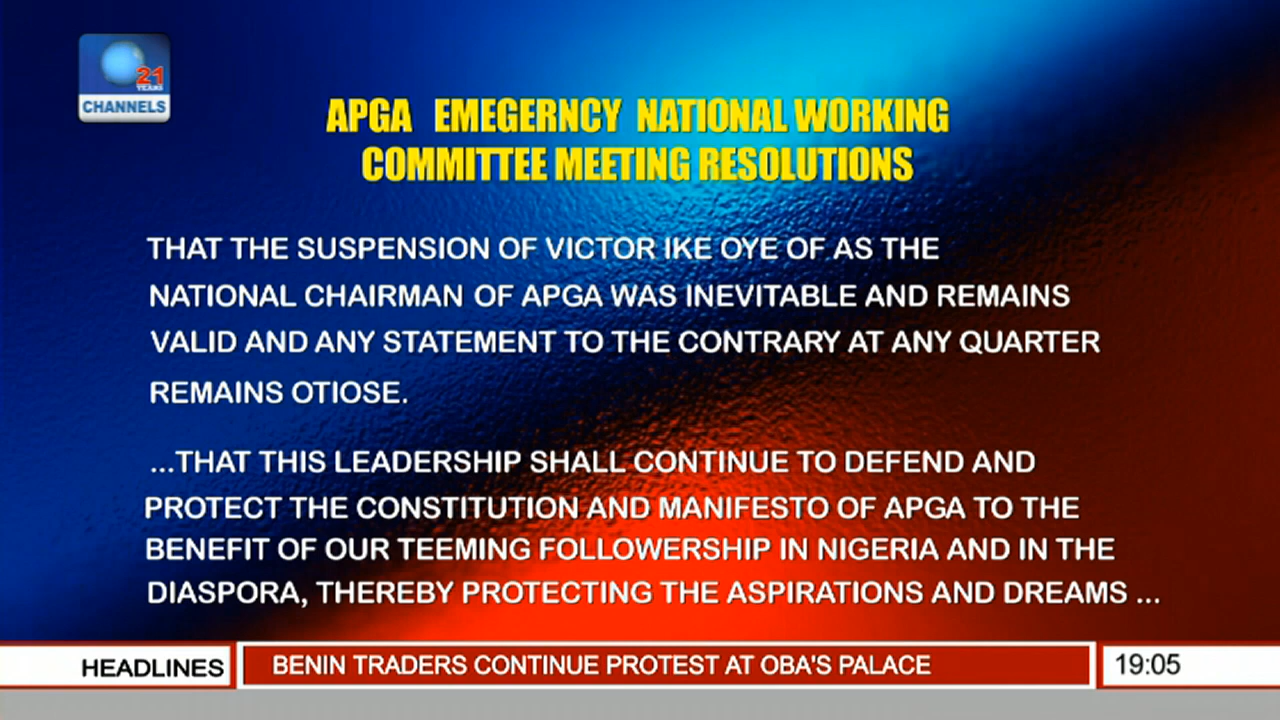 21
YEARS
CHANNELS
APGA EMEGERNCY NATIONAL WORKING
COMMITTEE MEETING RESOLUTIONS
THAT THE SUSPENSION OF VICTOR IKE OYE OF AS THE
NATIONAL CHAIRMAN OF APGA WAS INEVITABLE AND REMAINS
VALID AND ANY STATEMENT TO THE CONTRARY AT ANY QUARTER
REMAINS OTIOSE.
...THAT THIS LEADERSHIP SHALL CONTINUE TO DEFEND AND
PROTECT THE CONSTITUTION AND MANIFESTO OF APGA TO THE
BENEFIT OF OUR TEEMING FOLLOWERSHIP IN NIGERIA AND IN THE
DIASPORA, THEREBY PROTECTING THE ASPIRATIONS AND DREAMS ...
HEADLINES
BENIN TRADERS CONTINUE PROTEST AT OBA'S PALACE
19:05